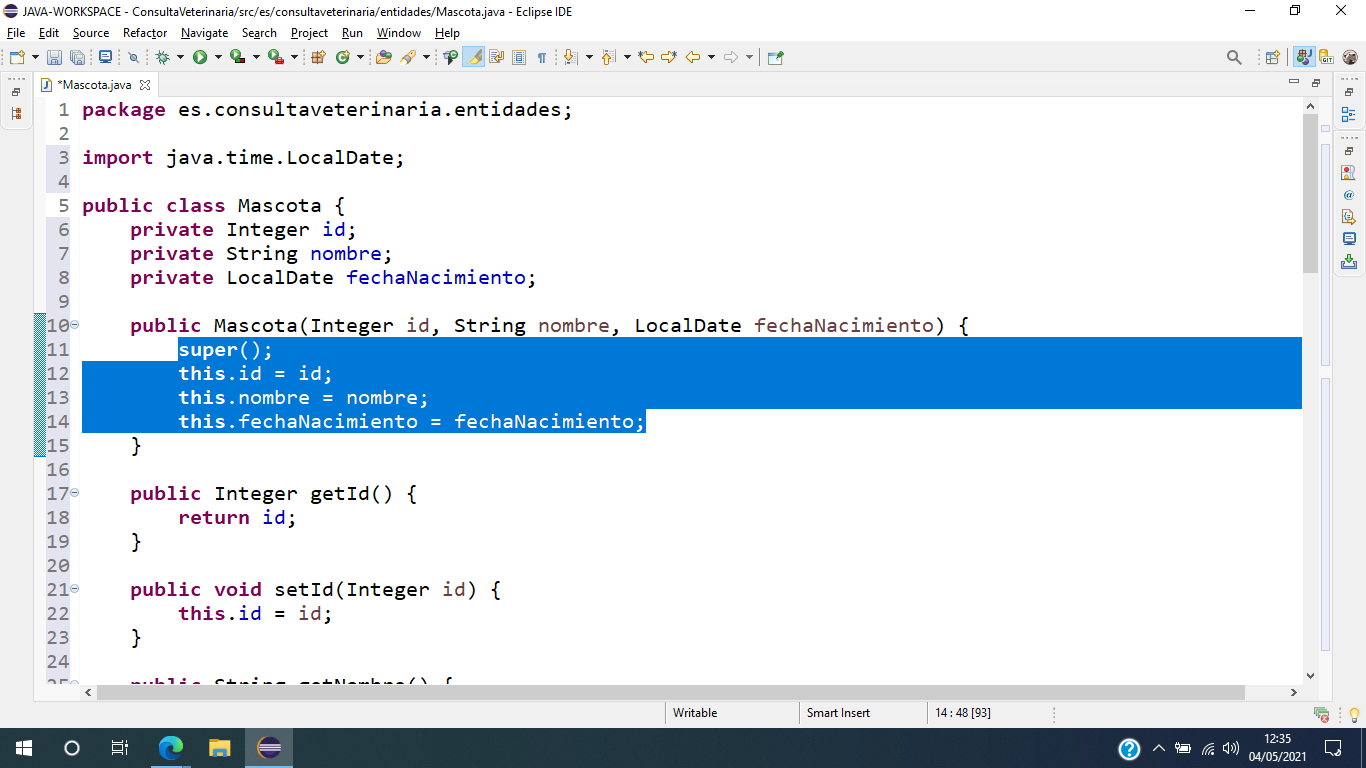 JAVA-WORKSPACE - ConsultaVeterinaria/src/es/consultaveterinaria/entidades/Mascota.java - Eclipse IDE
File Edit Source Refactor Navigate Search Project Run Window Help
*Mascota.java
1 package es.consultaveterinaria.entidades;
2
3 import java.time.LocalDate;
4
5 public class Mascota {
6 private Integer id;
7 private String nombre;
8 private LocalDate fechaNacimiento;
9
10 public Mascota(Integer id, String nombre, LocalDate fechaNacimiento) {
11 super();
12 this.id = id;
13 this.nombre = nombre;
14 this.fechaNacimiento = fechaNacimiento;
15 }
16
17 public Integer getId() {
18 return id;
19 }
20
21 public void setId(Integer id) {
22 this.id = id;
23 }
24
25 public String getNombre() {
Writable Smart Insert 14 : 48 [93]
12:35
04/05/2021